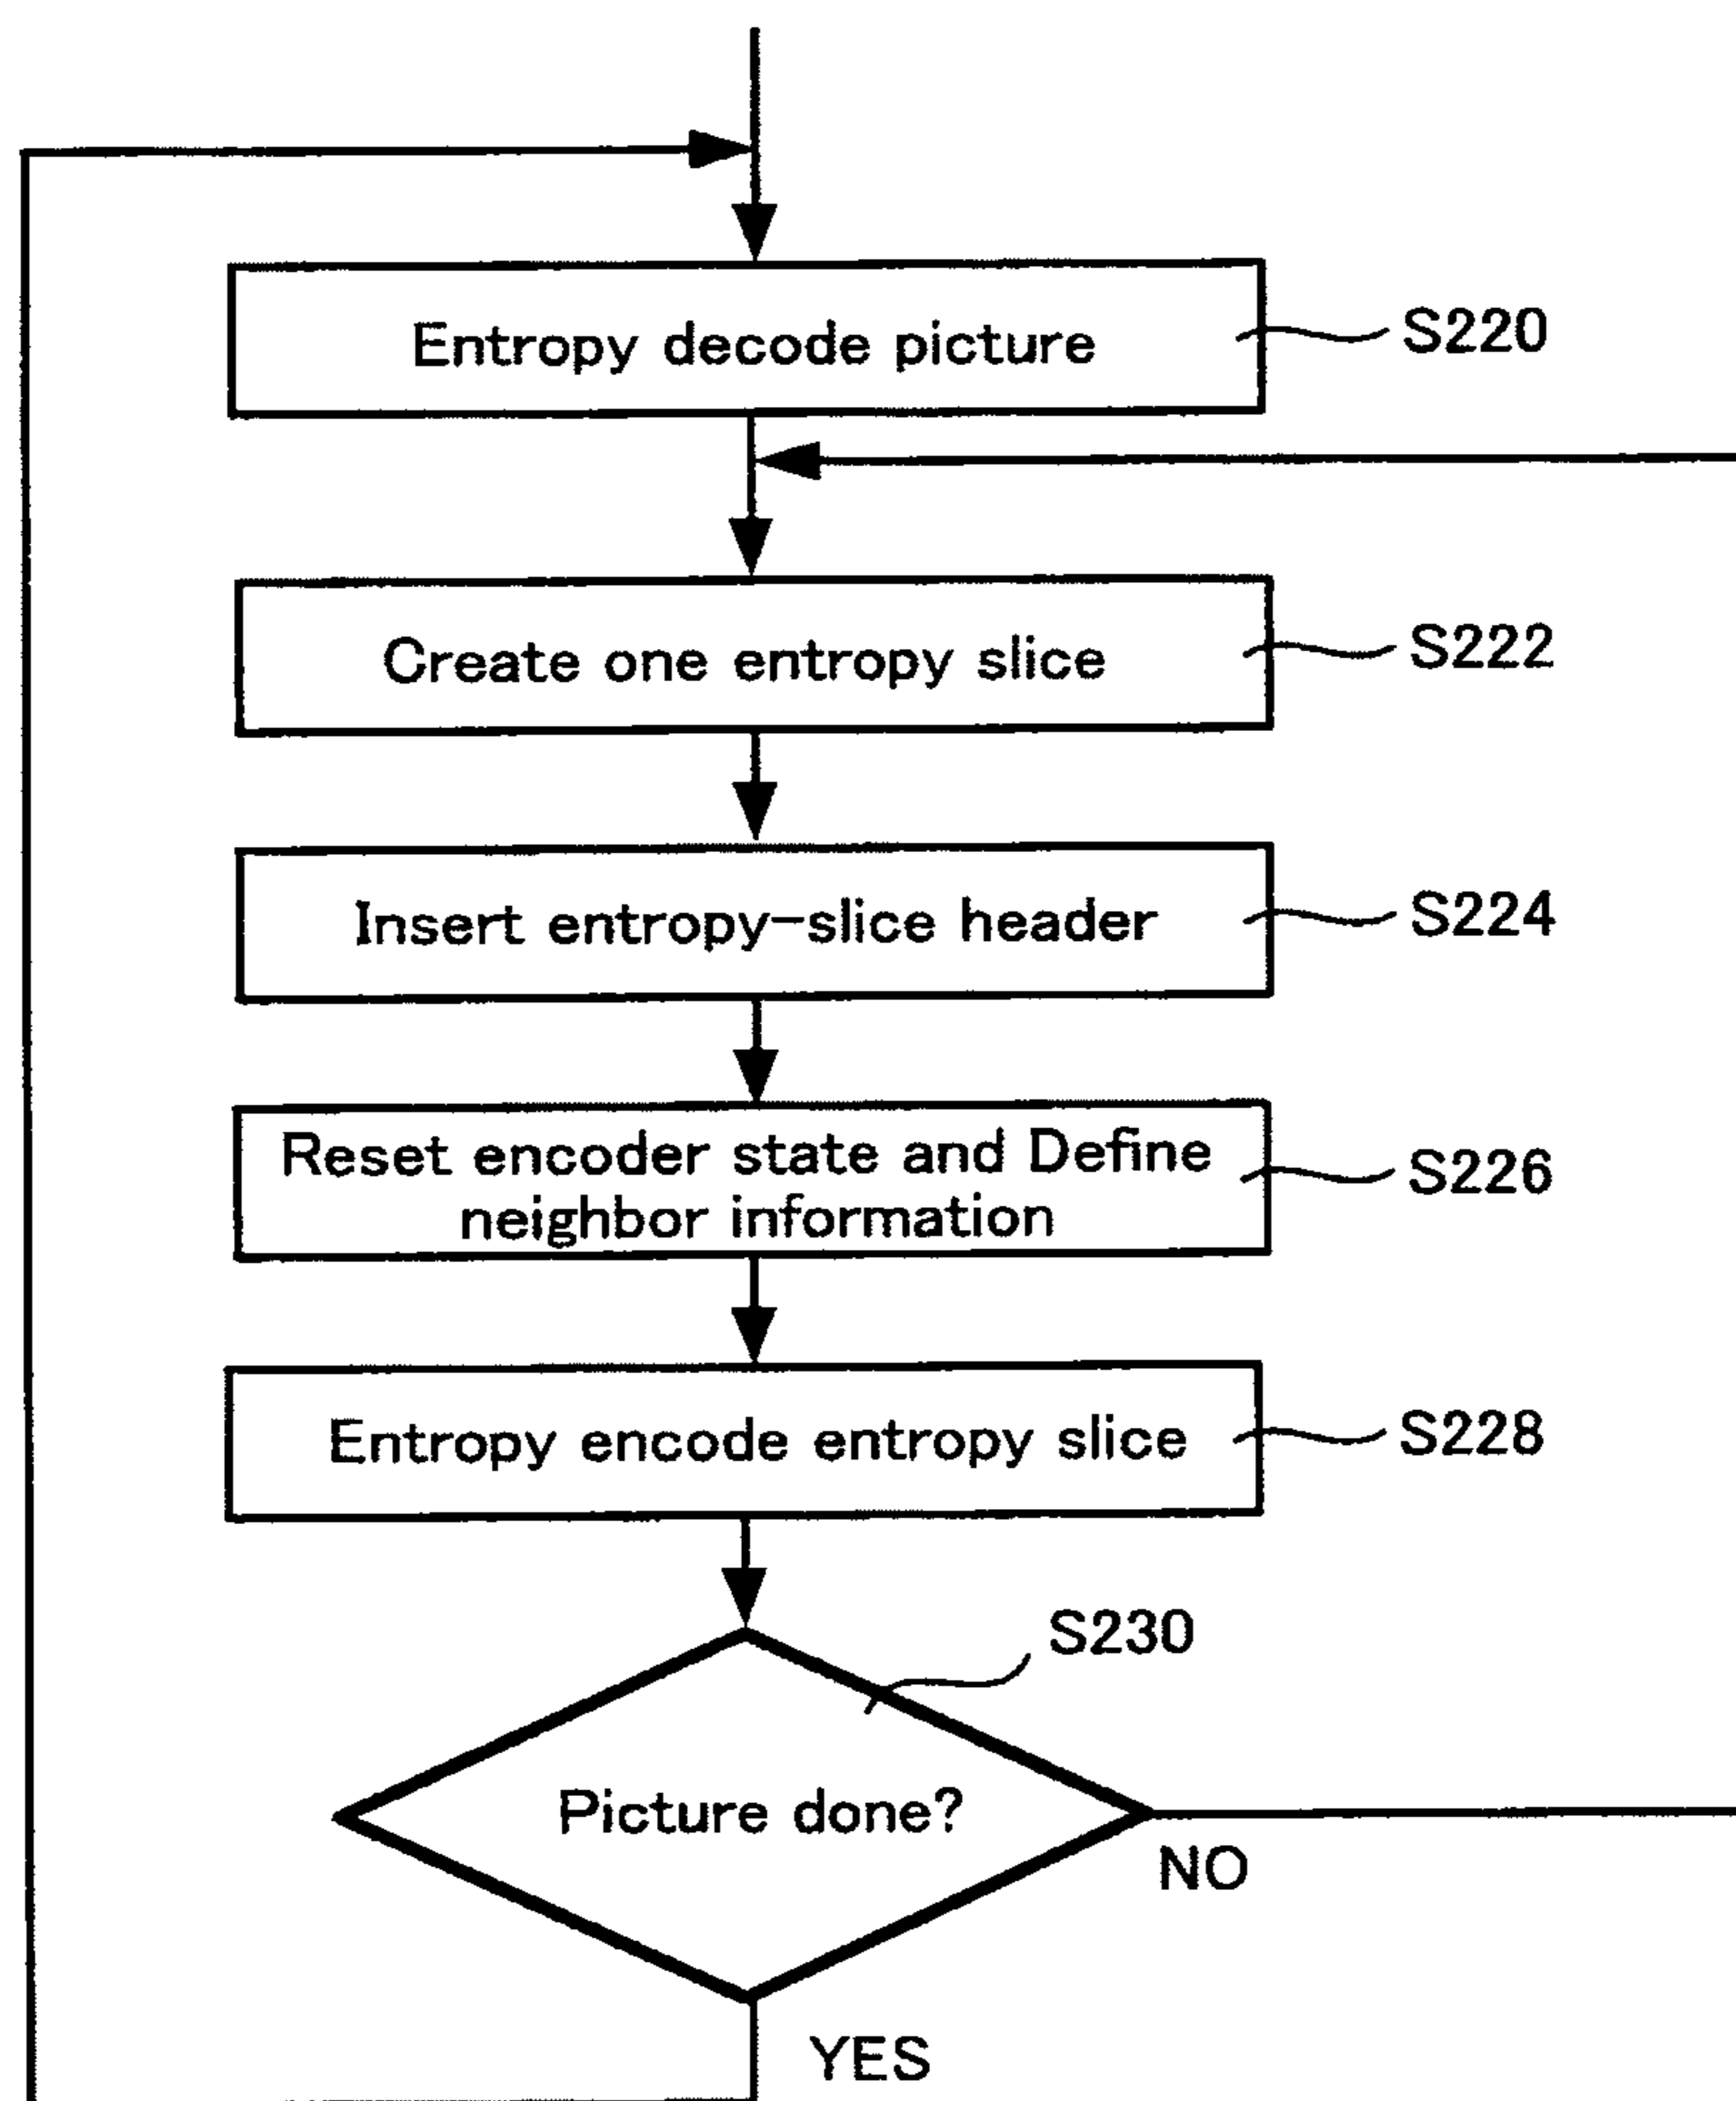 Entropy decode picture
S220
Create one entropy slice
S222
Insert entropy-slice header
S224
Reset encoder state and Define
neighbor information
S226
Entropy encode entropy slice
S228
S230
Picture done?
NO
YES